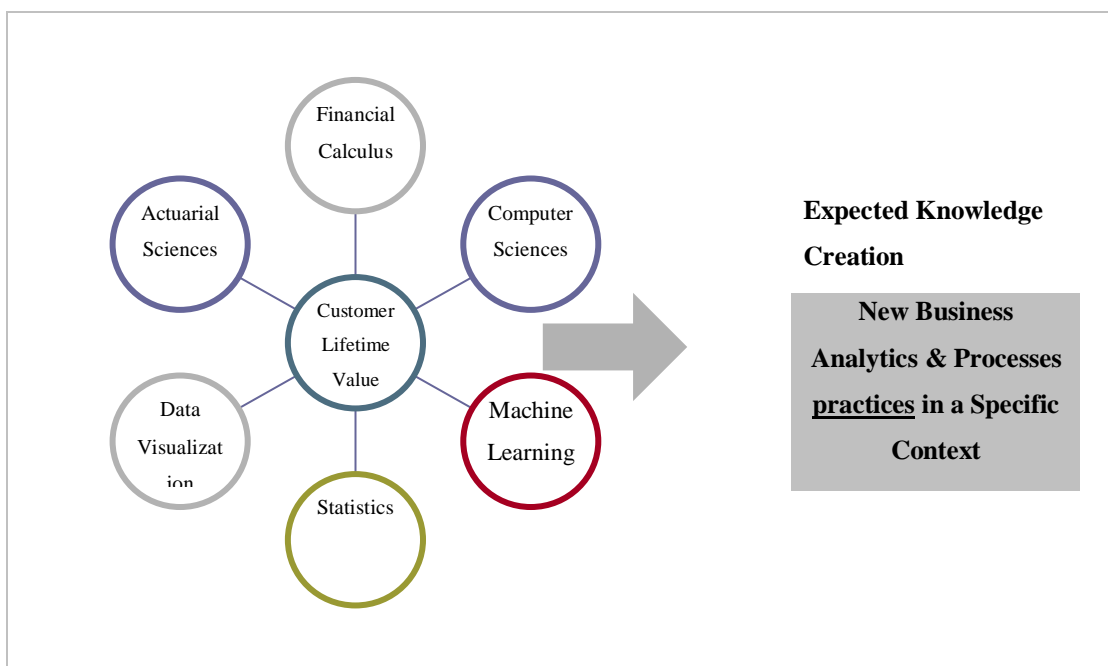 Financial
Calculus
Actuarial
Sciences
Computer
Sciences
Customer
Lifetime
Value
Data
Visualizat
ion
Machine
Learning
Statistics
Expected Knowledge
Creation
New Business
Analytics & Processes
practices in a Specific
Context